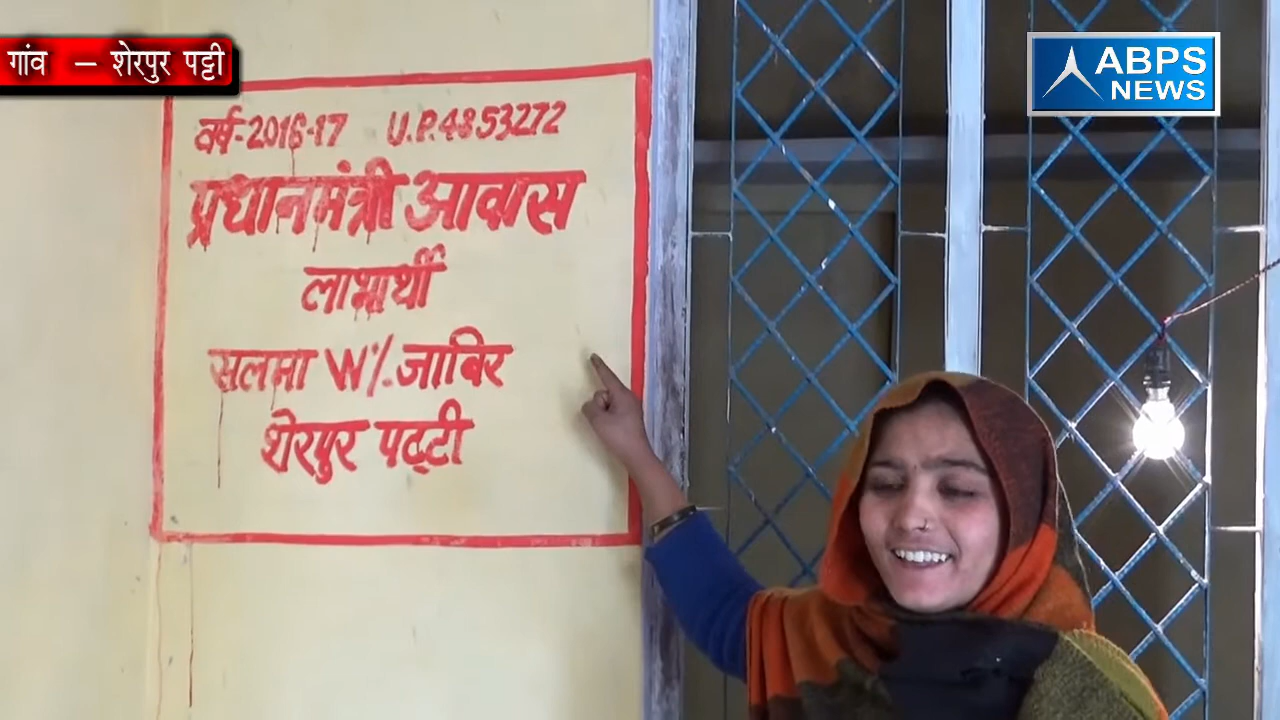 गांव – शेरपुर पट्टी
ABPS
NEWS
वर्ष-2016-17 U.P.4853272
प्रधानमंत्री आवास
लाभार्थी
सलमा W/. जाबिर
शेरपुर पट्टी